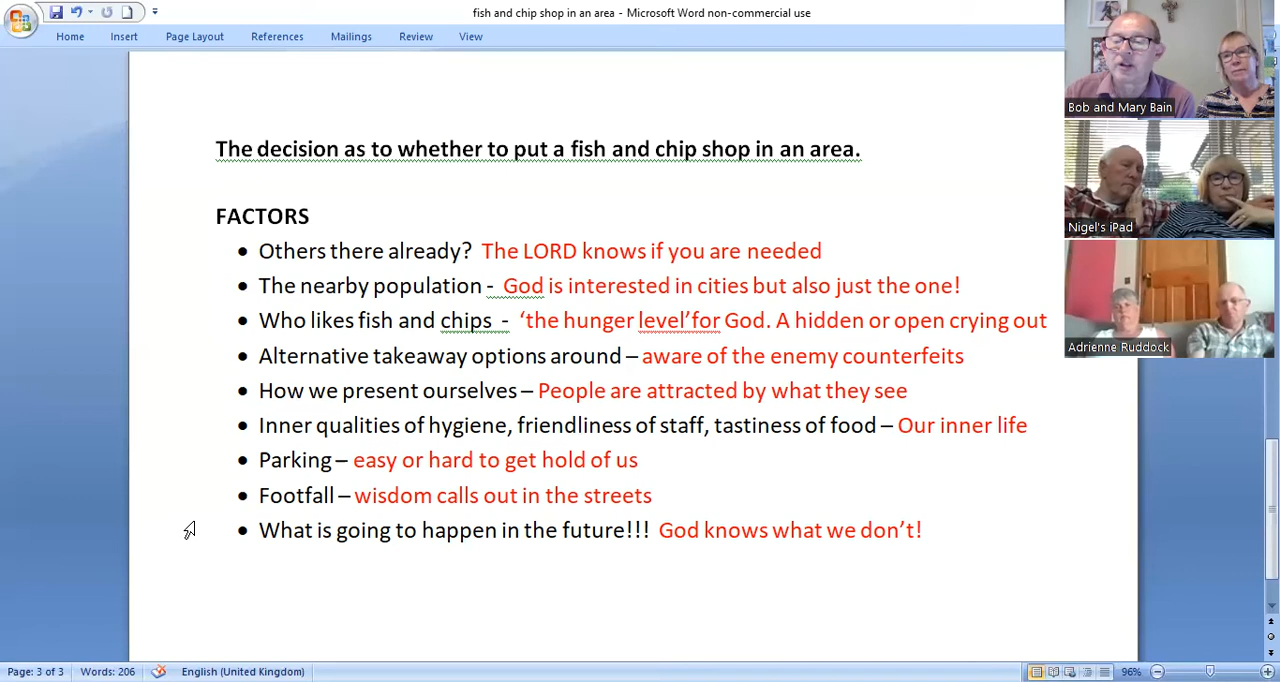 fish and chip shop in an area - Microsoft Word non-commercial use
Home Insert Page Layout References Mailings Review View
The decision as to whether to put a fish and chip shop in an area.
FACTORS
• Others there already? The LORD knows if you are needed
• The nearby population - God is interested in cities but also just the one!
• Who likes fish and chips - ‘the hunger level’for God. A hidden or open crying out
• Alternative takeaway options around – aware of the enemy counterfeits
• How we present ourselves – People are attracted by what they see
• Inner qualities of hygiene, friendliness of staff, tastiness of food – Our inner life
• Parking – easy or hard to get hold of us
• Footfall – wisdom calls out in the streets
• What is going to happen in the future!!! God knows what we don’t!
Bob and Mary Bain
Nigel's iPad
Adrienne Ruddock
Page: 3 of 3 Words: 206 English (United Kingdom) 96%